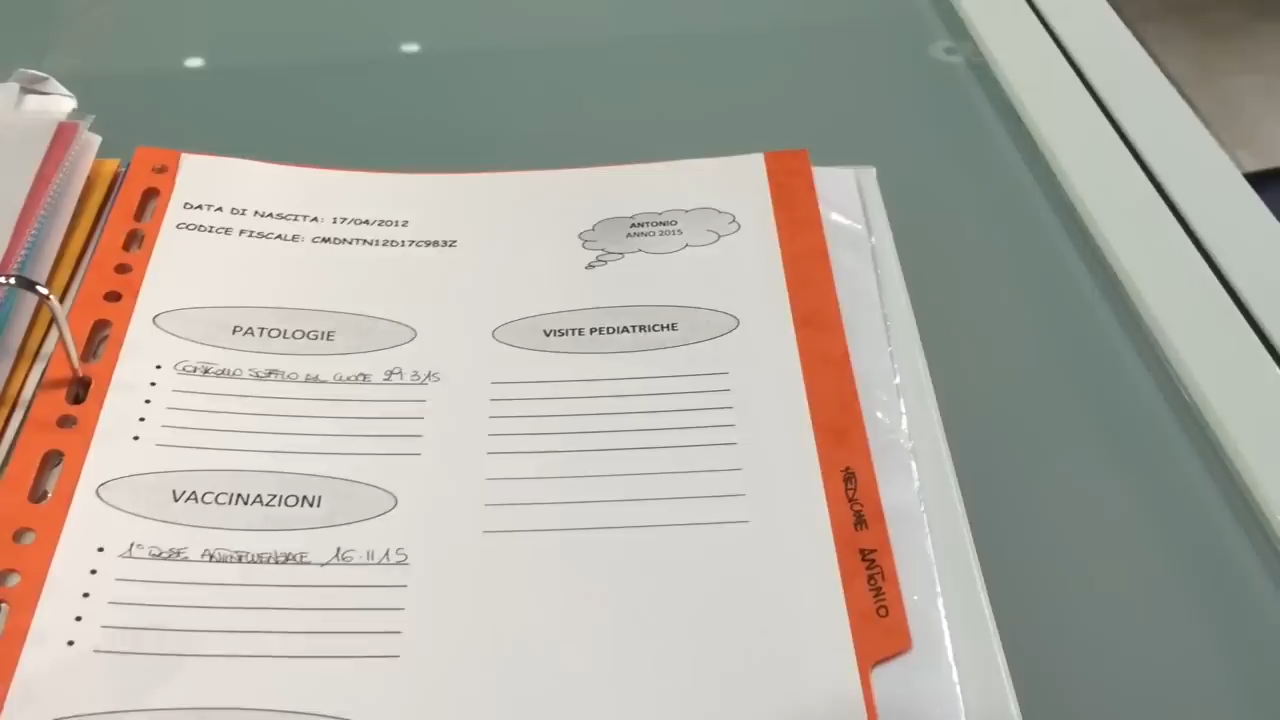 DATA DI NASCITA: 17/04/2012
CODICE FISCALE: CMDNTN12D17C983Z
ANTONIO
ANNO 2015
PATOLOGIE
CONTROLLO SOFFIO AL CUORE 29.3.15
VISITE PEDIATRICHE
VACCINAZIONI
1° DOSE ANTINFLUENZALE 16.11.15
MEDICINE ANTONIO